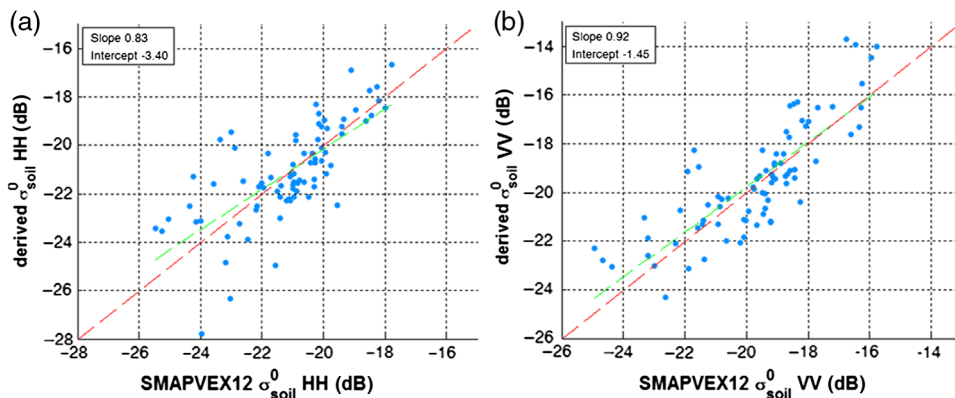 (a)
Slope 0.83
Intercept -3.40
−16
−18
−20
−22
−24
−26
−28
derived σ⁰soil HH (dB)
−28 −26 −24 −22 −20 −18 −16
SMAPVEX12 σ⁰soil HH (dB)
(b)
Slope 0.92
Intercept -1.45
−14
−16
−18
−20
−22
−24
−26
derived σ⁰soil VV (dB)
−26 −24 −22 −20 −18 -16 -14
SMAPVEX12 σ⁰soil VV (dB)